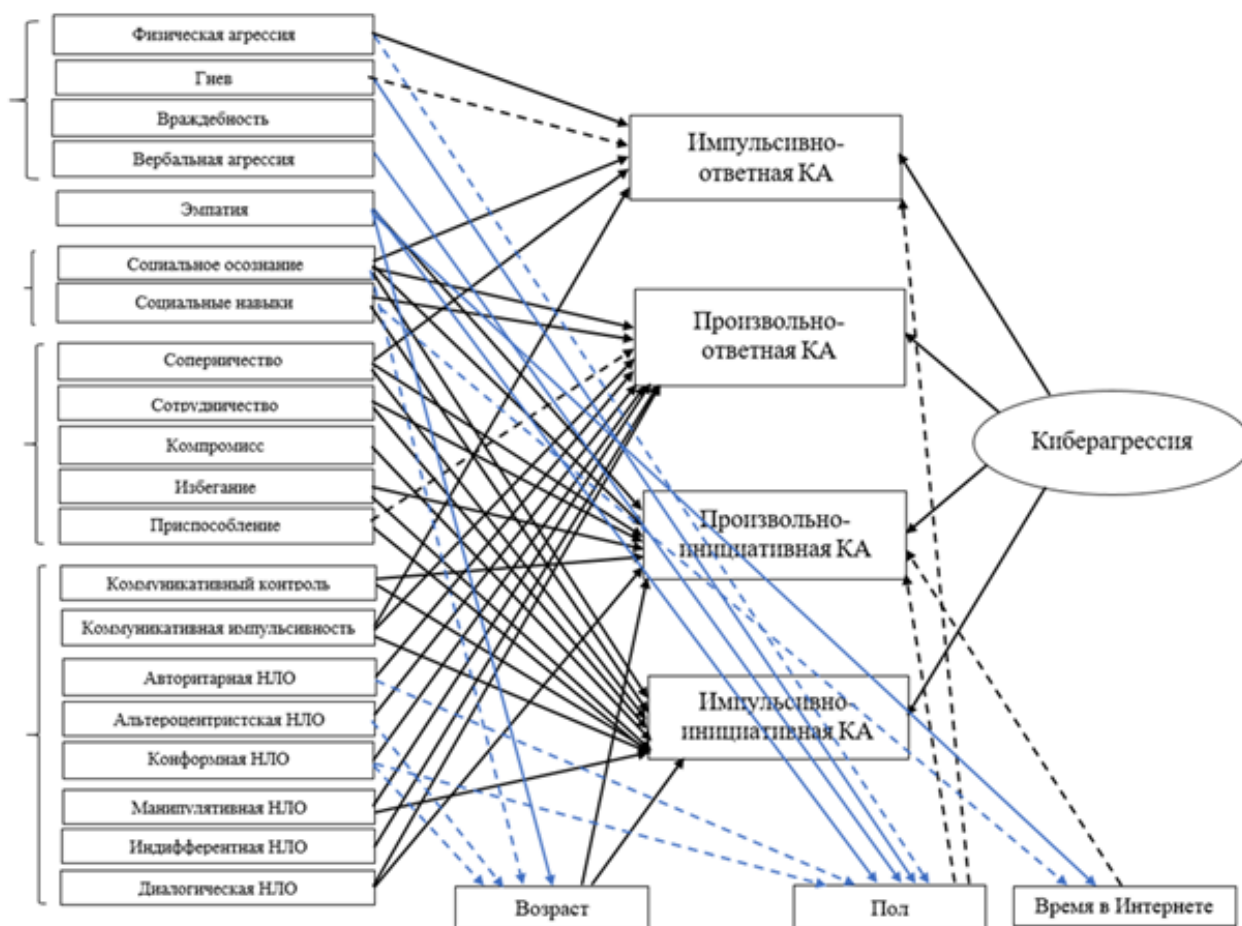 Физическая агрессия
Гнев
Враждебность
Вербальная агрессия
Эмпатия
Социальное осознание
Социальные навыки
Соперничество
Сотрудничество
Компромисс
Избегание
Приспособление
Коммуникативный контроль
Коммуникативная импульсивность
Авторитарная НЛО
Альтероцентристская НЛО
Конформная НЛО
Манипулятивная НЛО
Индифферентная НЛО
Диалогическая НЛО
Импульсивно-
ответная КА
Произвольно-
ответная КА
Произвольно-
инициативная КА
Импульсивно-
инициативная КА
Киберагрессия
Возраст
Пол
Время в Интернете